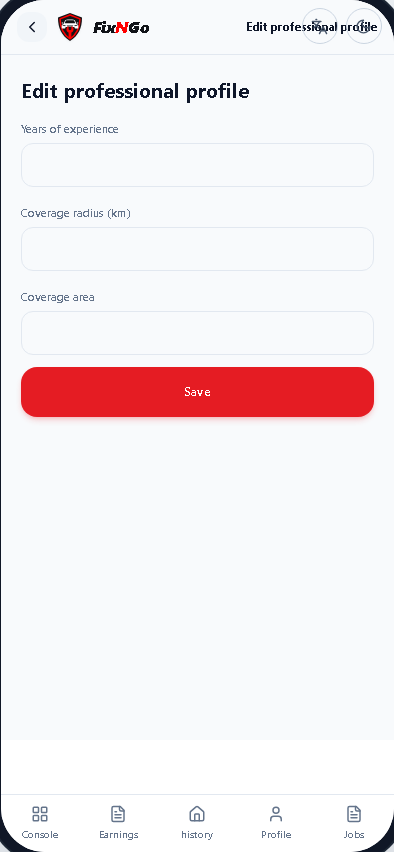 FixNGo
Edit professional profile
Edit professional profile
Years of experience
Coverage radius (km)
Coverage area
Save
Console
Earnings
history
Profile
Jobs